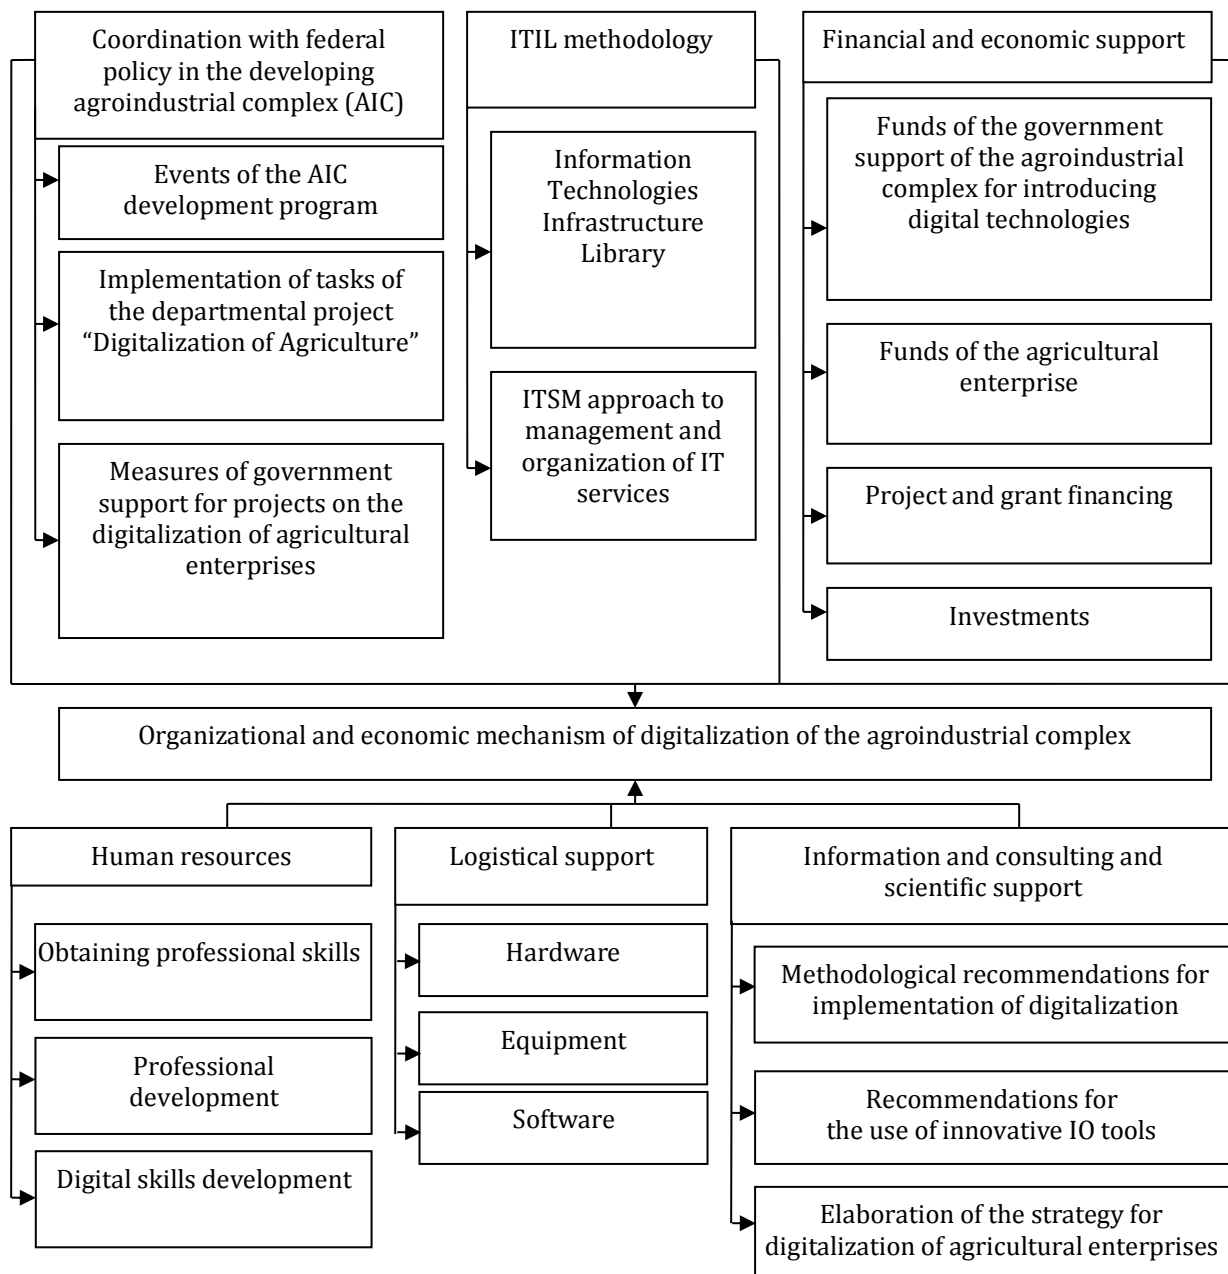 Coordination with federal
policy in the developing
agroindustrial complex (AIC)
Events of the AIC
development program
Implementation of tasks of
the departmental project
“Digitalization of Agriculture”
Measures of government
support for projects on the
digitalization of agricultural
enterprises
ITIL methodology
Information
Technologies
Infrastructure
Library
ITSM approach to
management and
organization of IT
services
Financial and economic support
Funds of the government
support of the agroindustrial
complex for introducing
digital technologies
Funds of the agricultural
enterprise
Project and grant financing
Investments
Organizational and economic mechanism of digitalization of the agroindustrial complex
Human resources
Obtaining professional skills
Professional
development
Digital skills development
Logistical support
Hardware
Equipment
Software
Information and consulting and
scientific support
Methodological recommendations for
implementation of digitalization
Recommendations for
the use of innovative IO tools
Elaboration of the strategy for
digitalization of agricultural enterprises